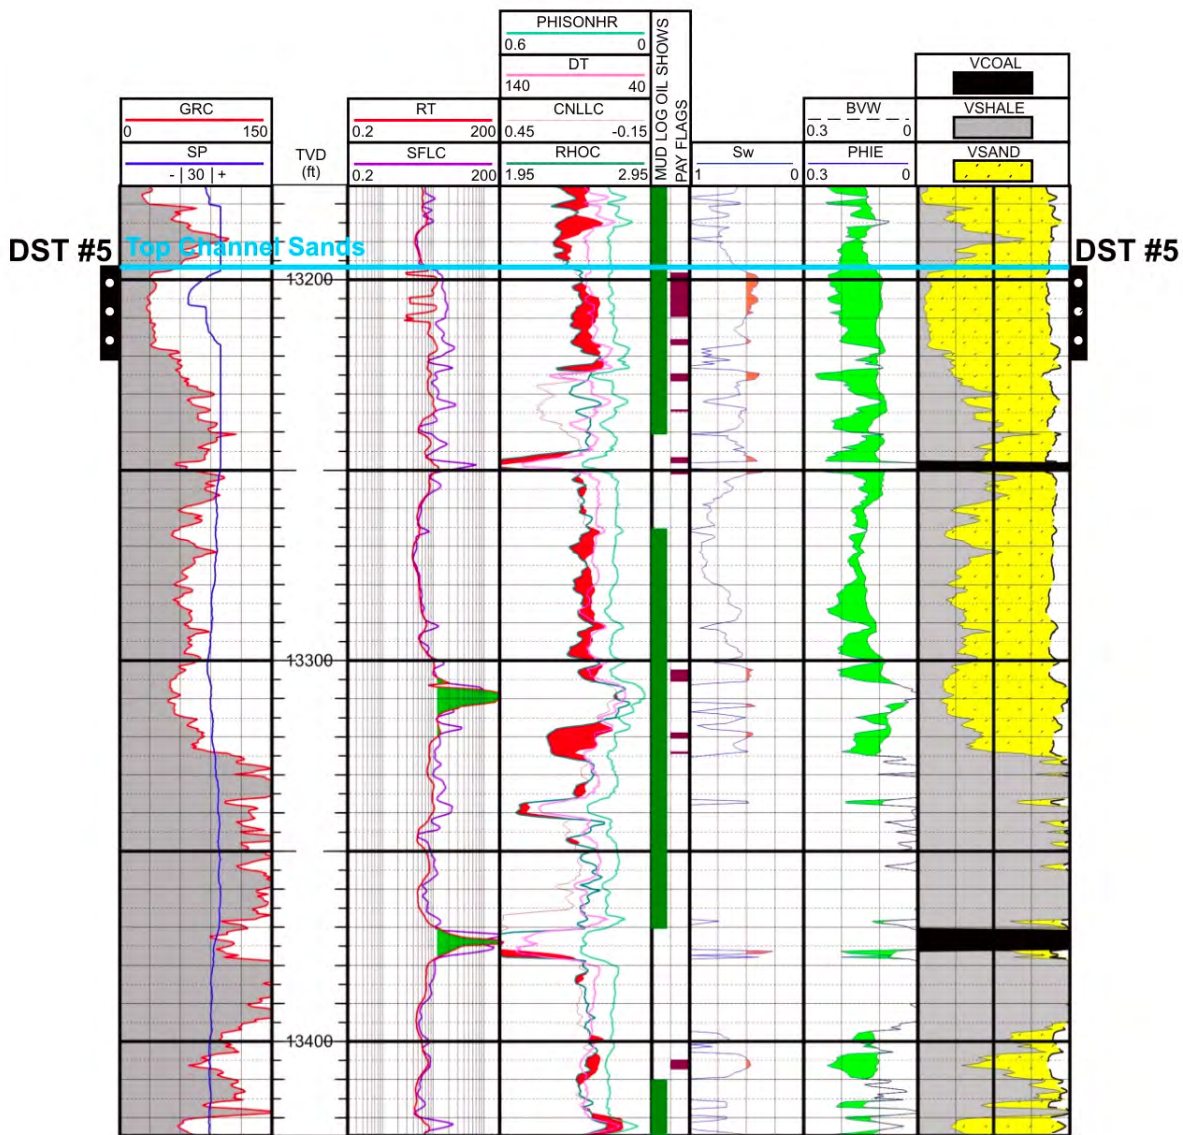 PHISONHR
0.6 0
DT
140 40
VCOAL
GRC
0 150
RT
0.2 200
CNLLC
0.45 -0.15
MUD LOG OIL SHOWS
PAY FLAGS
BVW
0.3 0
VSHALE
SP
- | 30 | +
TVD
(ft)
SFLC
0.2 200
RHOC
1.95 2.95
Sw
1 0
PHIE
0.3 0
VSAND
DST #5
Top Channel Sands
DST #5
13200
13300
13400